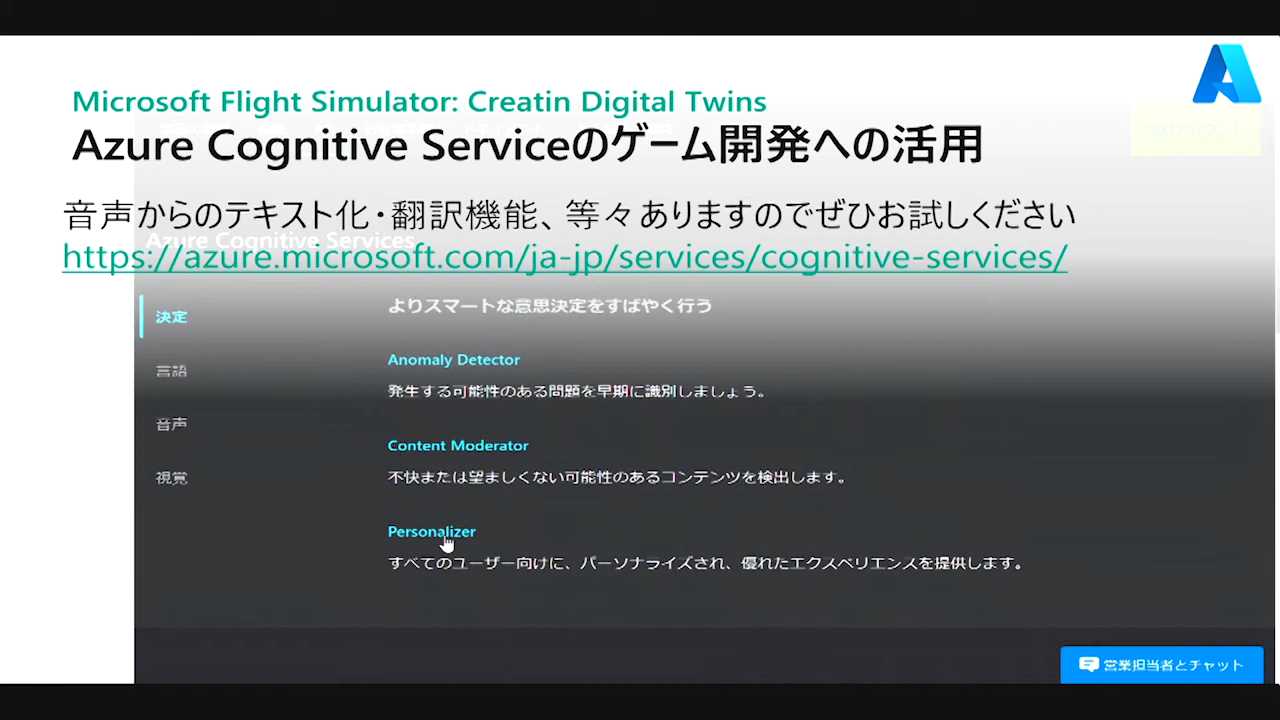 Microsoft Flight Simulator: Creatin Digital Twins
Azure Cognitive Serviceのゲーム開発への活用
音声からのテキスト化・翻訳機能、等々ありますのでぜひお試しください
Azure Cognitive Services
https://azure.microsoft.com/ja-jp/services/cognitive-services/
よりスマートな意思決定をすばやく行う
決定
Anomaly Detector
言語
発生する可能性のある問題を早期に識別しましょう。
音声
Content Moderator
視覚
不快または望ましくない可能性のあるコンテンツを検出します。
Personalizer
すべてのユーザー向けに、パーソナライズされ、優れたエクスペリエンスを提供します。
営業担当者とチャット